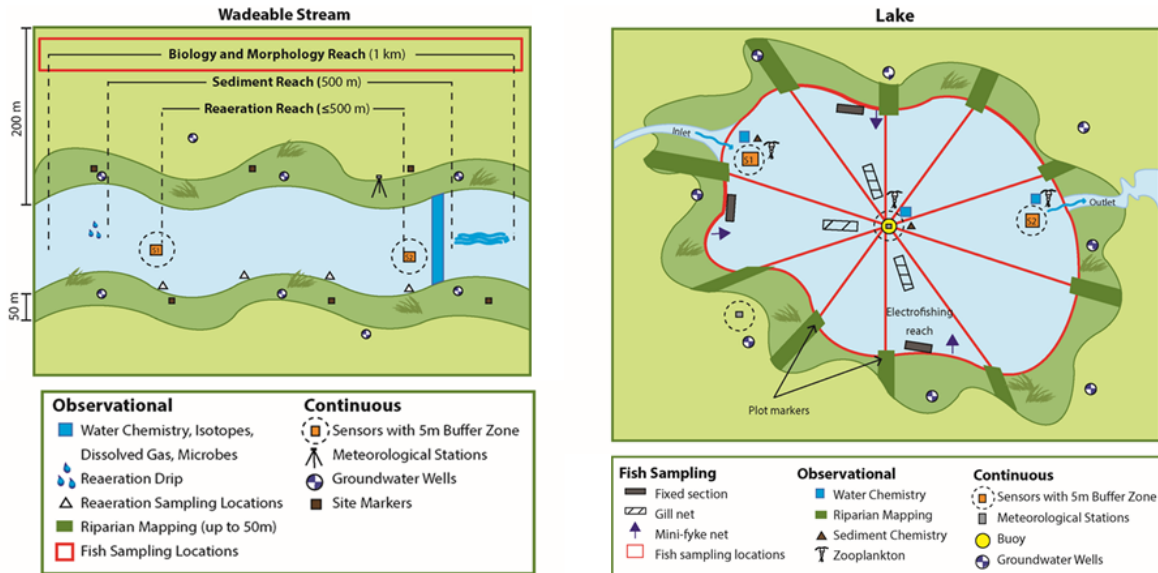 Wadeable Stream
200 m
50 m
Biology and Morphology Reach (1 km)
Sediment Reach (500 m)
Reaeration Reach (≤500 m)
S1
S2
Observational
Water Chemistry, Isotopes,
Dissolved Gas, Microbes
Reaeration Drip
Reaeration Sampling Locations
Riparian Mapping (up to 50m)
Fish Sampling Locations
Continuous
Sensors with 5m Buffer Zone
Meteorological Stations
Groundwater Wells
Site Markers
Lake
Inlet
S1
Outlet
S2
Electrofishing
reach
Plot markers
Fish Sampling
Fixed section
Gill net
Mini-fyke net
Fish sampling locations
Observational
Water Chemistry
Riparian Mapping
Sediment Chemistry
Zooplankton
Continuous
Sensors with 5m Buffer Zone
Meteorological Stations
Buoy
Groundwater Wells